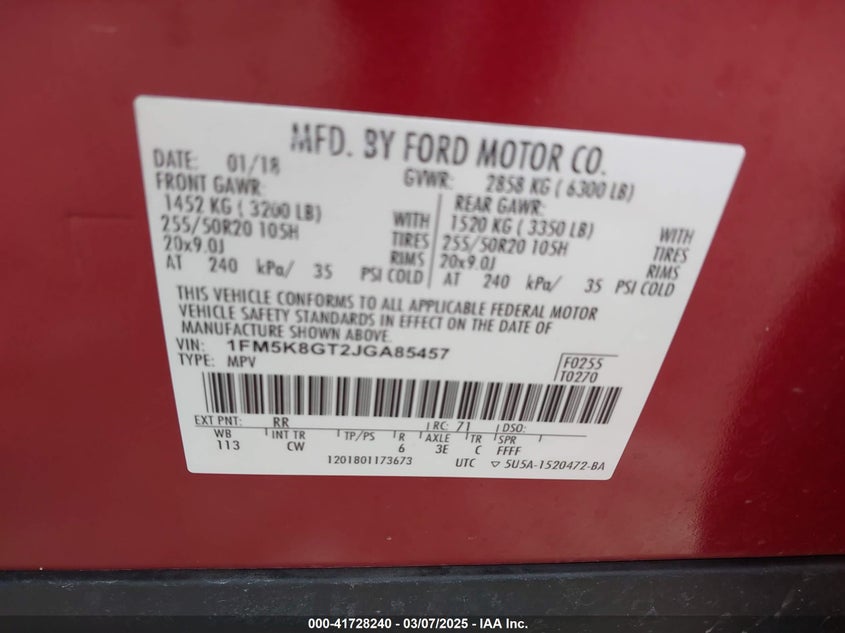 MFD. BY FORD MOTOR CO.
DATE: 01/18 GVWR: 2858 KG ( 6300 LB)
FRONT GAWR: REAR GAWR:
1452 KG ( 3200 LB) WITH 1520 KG ( 3350 LB) WITH
255/50R20 105H TIRES 255/50R20 105H TIRES
20x9.0J RIMS 20x9.0J RIMS
AT 240 kPa/ 35 PSI COLD AT 240 kPa/ 35 PSI COLD
THIS VEHICLE CONFORMS TO ALL APPLICABLE FEDERAL MOTOR
VEHICLE SAFETY STANDARDS IN EFFECT ON THE DATE OF
MANUFACTURE SHOWN ABOVE.
VIN: 1FM5K8GT2JGA85457 F0255
TYPE: MPV T0270
EXT PNT: RR RC: 71 DSO:
WB INT TR TP/PS R AXLE TR SPR
113 CW 6 3E C FFFF
1201801173673 UTC ▽ 5U5A-1520472-BA
000-41728240 - 03/07/2025 - IAA Inc.